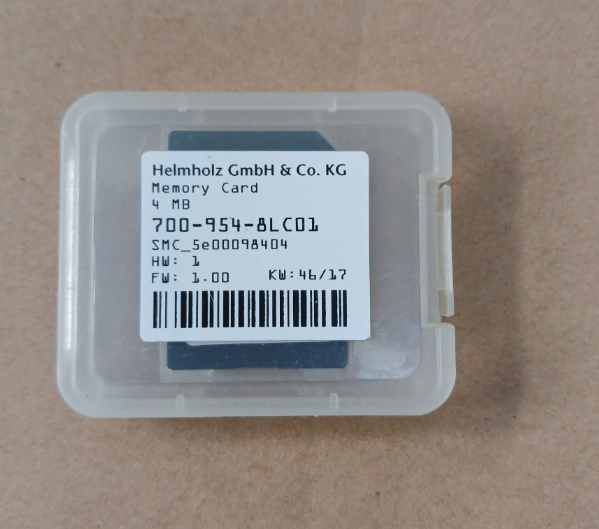 Helmholz GmbH & Co. KG
Memory Card
4 MB
700-954-8LC01
SMC_5e00098404
HW: 1
FW: 1.00 KW:46/17